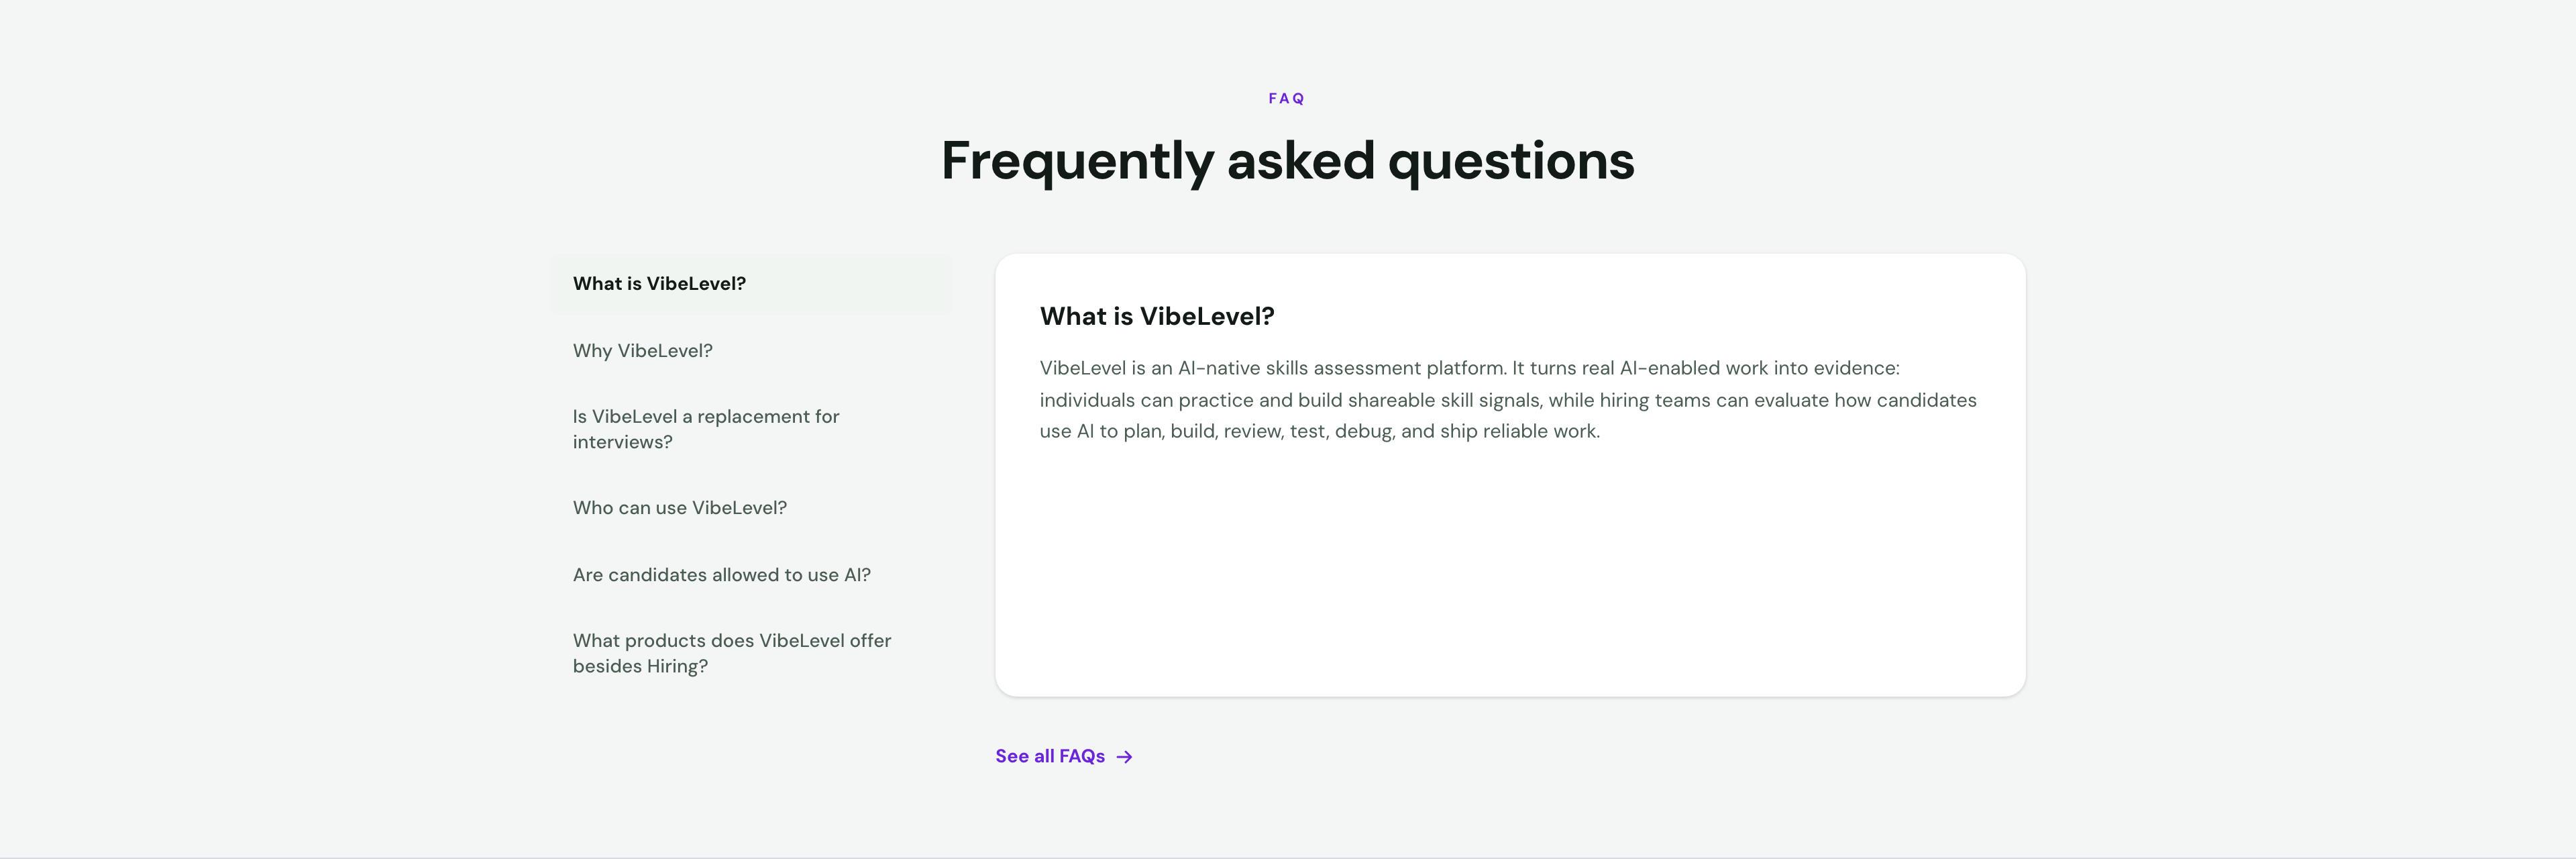 FAQ
Frequently asked questions
What is VibeLevel?
Why VibeLevel?
Is VibeLevel a replacement for
interviews?
Who can use VibeLevel?
Are candidates allowed to use AI?
What products does VibeLevel offer
besides Hiring?
What is VibeLevel?
VibeLevel is an AI-native skills assessment platform. It turns real AI-enabled work into evidence:
individuals can practice and build shareable skill signals, while hiring teams can evaluate how candidates
use AI to plan, build, review, test, debug, and ship reliable work.
See all FAQs →